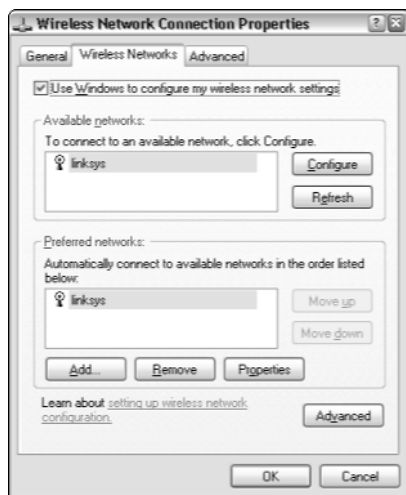 Wireless Network Connection Properties
General Wireless Networks Advanced
Use Windows to configure my wireless network settings
Available networks:
To connect to an available network, click Configure.
linksys
Configure
Refresh
Preferred networks:
Automatically connect to available networks in the order listed
below:
linksys
Move up
Move down
Add... Remove Properties
Learn about setting up wireless network
configuration.
Advanced
OK Cancel